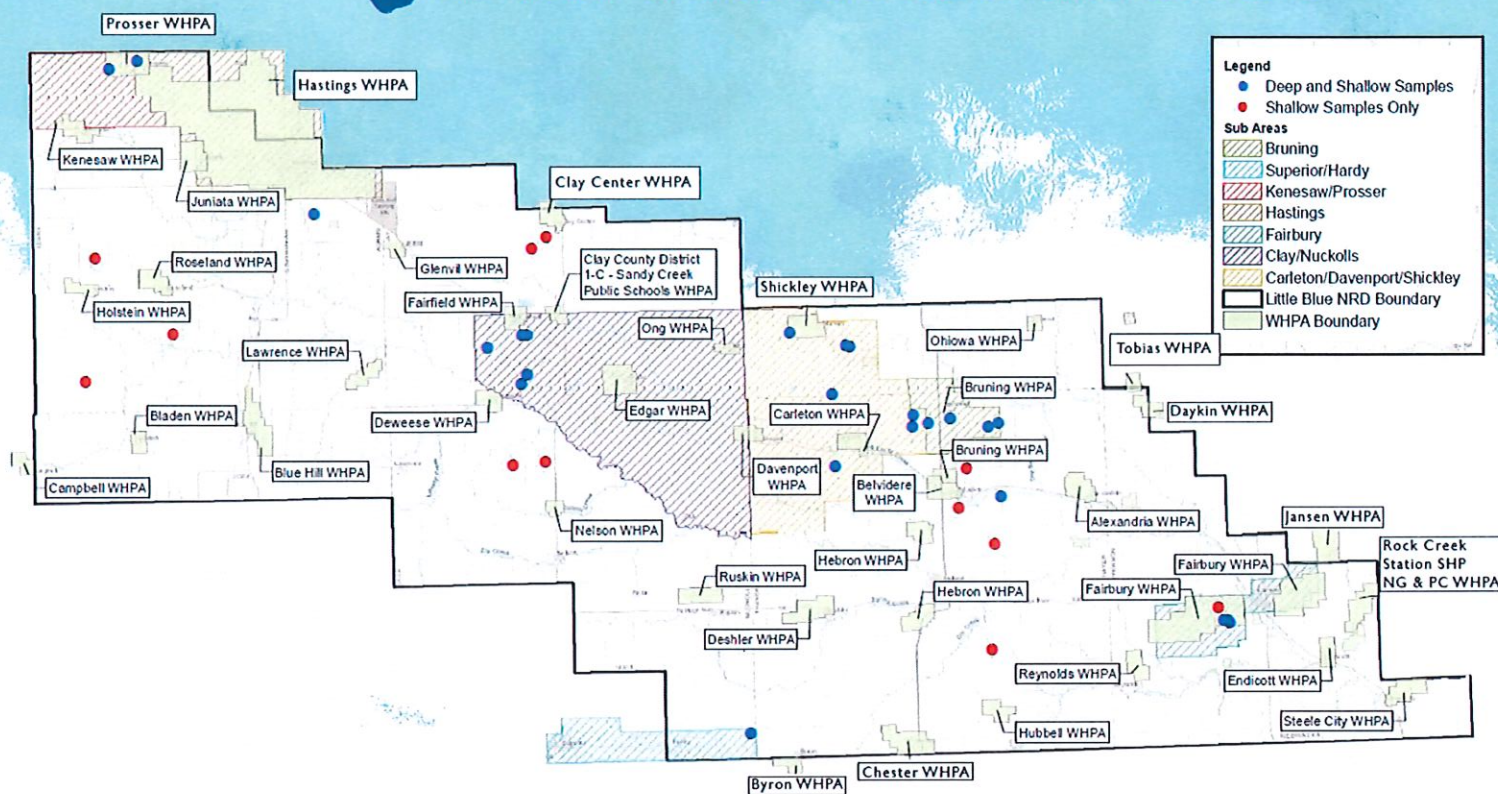 Prosser WHPA
Hastings WHPA
Kenesaw WHPA
Juniata WHPA
Clay Center WHPA
Glenvil WHPA
Clay County District
1-C - Sandy Creek
Public Schools WHPA
Roseland WHPA
Holstein WHPA
Fairfield WHPA
Shickley WHPA
Ong WHPA
Ohiowa WHPA
Tobias WHPA
Lawrence WHPA
Bruning WHPA
Edgar WHPA
Carleton WHPA
Daykin WHPA
Bladen WHPA
Deweese WHPA
Bruning WHPA
Blue Hill WHPA
Davenport
WHPA
Belvidere
WHPA
Campbell WHPA
Nelson WHPA
Alexandria WHPA
Jansen WHPA
Hebron WHPA
Fairbury WHPA
Rock Creek
Station SHP
NG & PC WHPA
Ruskin WHPA
Hebron WHPA
Fairbury WHPA
Deshler WHPA
Reynolds WHPA
Endicott WHPA
Steele City WHPA
Hubbell WHPA
Chester WHPA
Byron WHPA
Legend
Deep and Shallow Samples
Shallow Samples Only
Sub Areas
Bruning
Superior/Hardy
Kenesaw/Prosser
Hastings
Fairbury
Clay/Nuckolls
Carleton/Davenport/Shickley
Little Blue NRD Boundary
WHPA Boundary